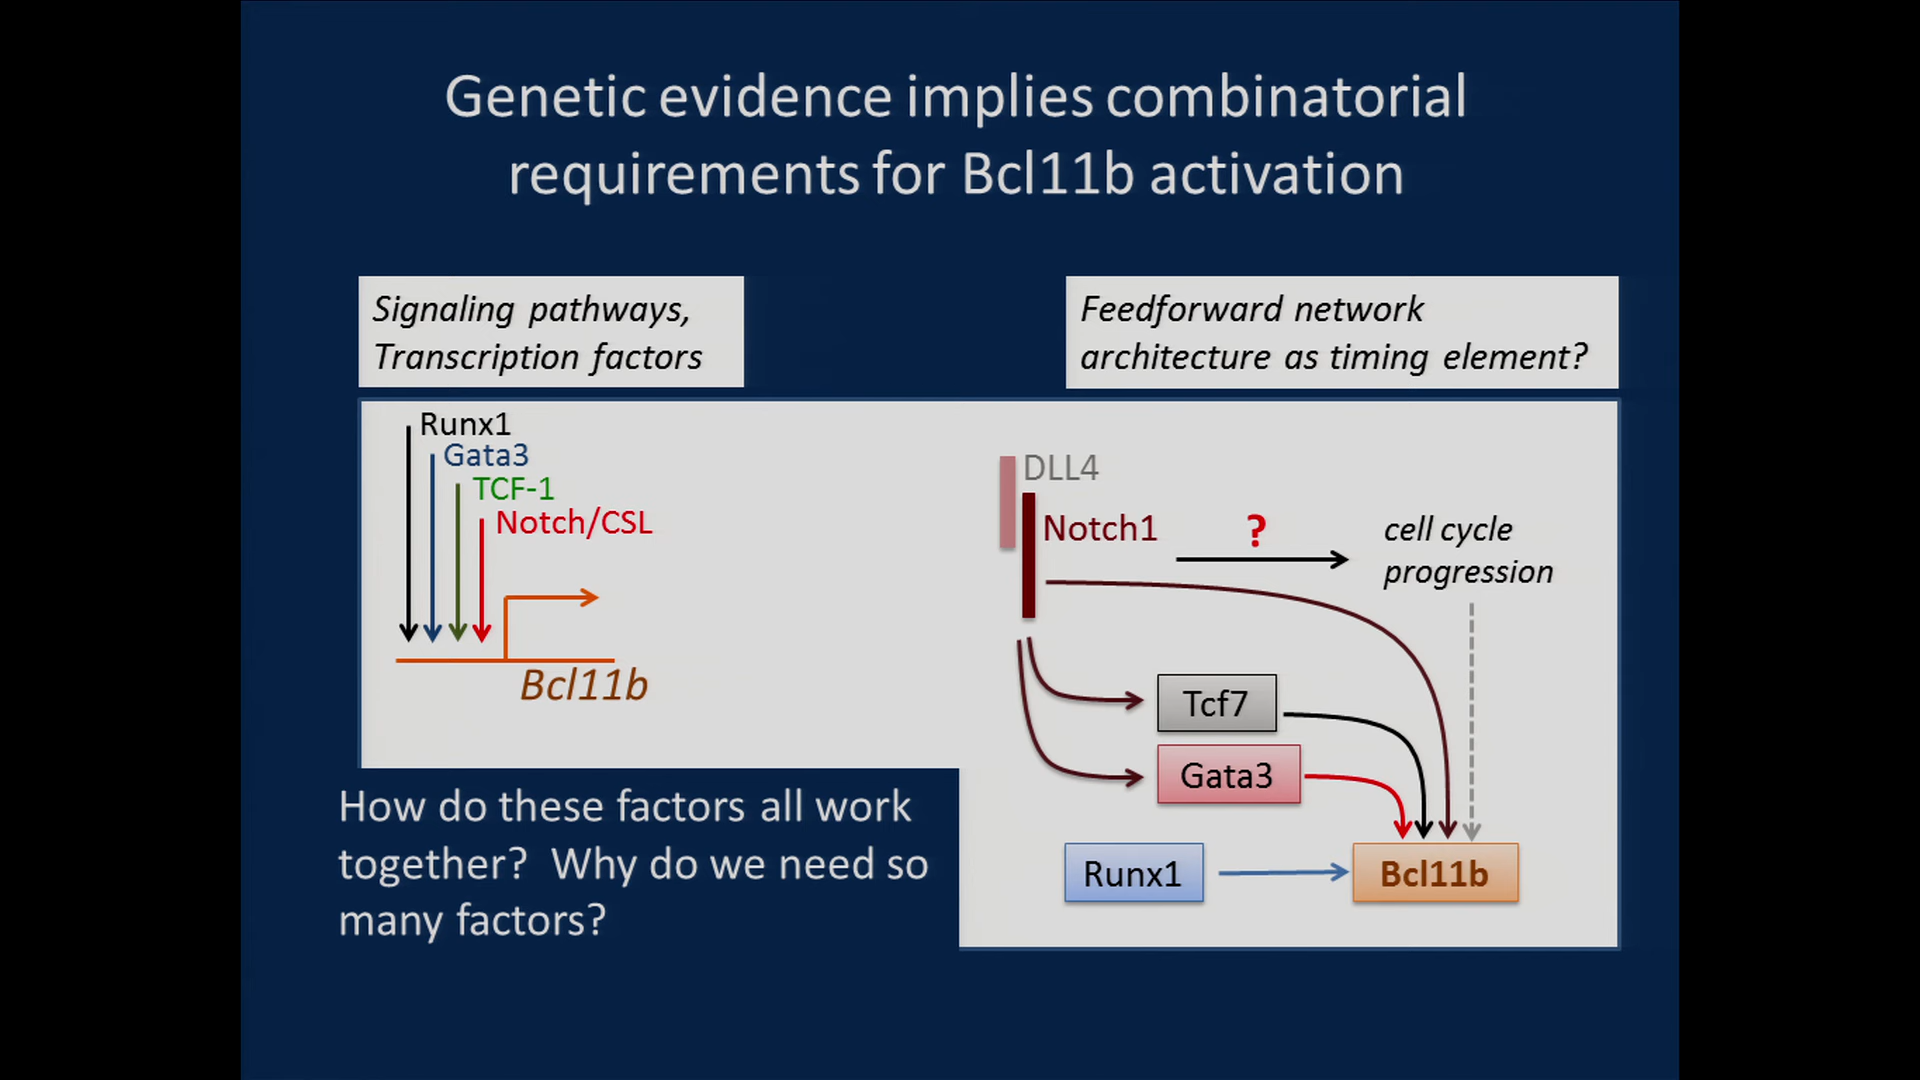 Genetic evidence implies combinatorial
requirements for Bcl11b activation
Signaling pathways,
Transcription factors
Feedforward network
architecture as timing element?
Runx1
Gata3
TCF-1
Notch/CSL
Bcl11b
DLL4
Notch1
?
cell cycle
progression
Tcf7
Gata3
Runx1
Bcl11b
How do these factors all work
together? Why do we need so
many factors?